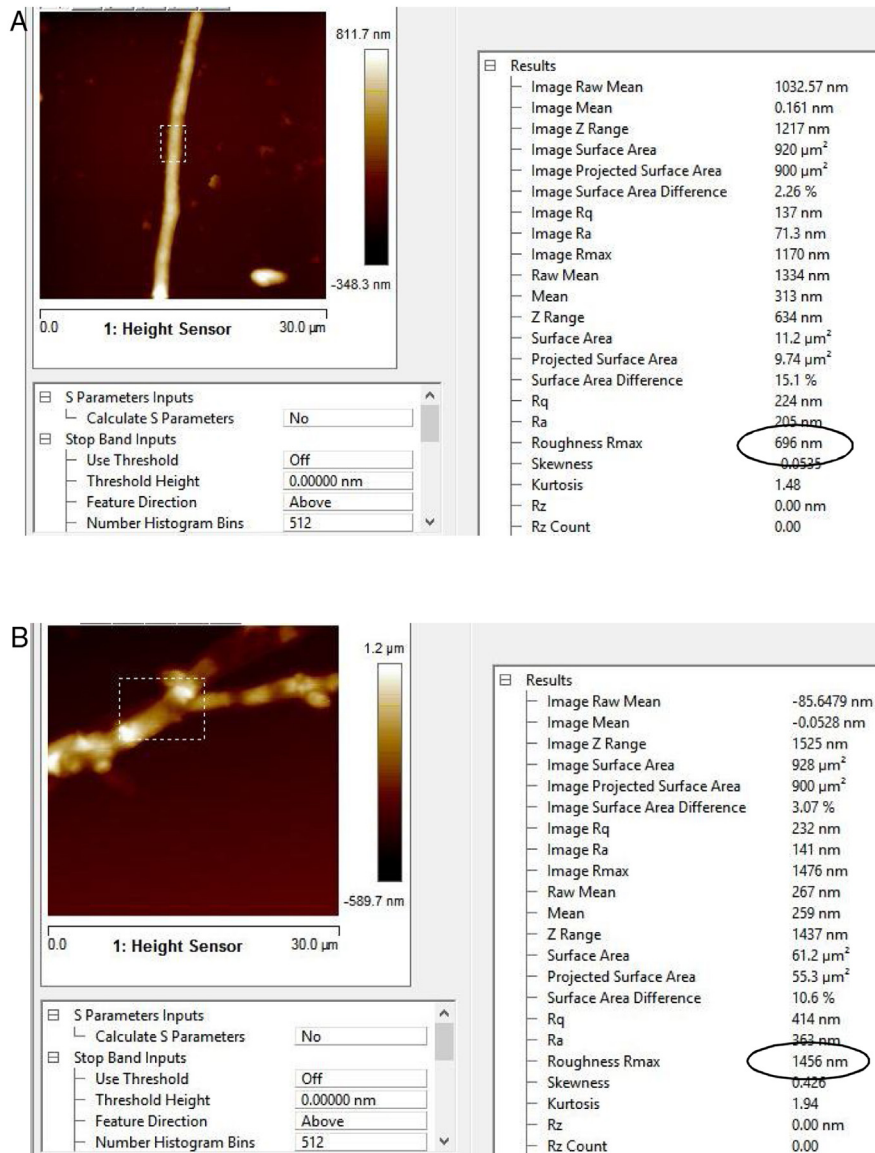 A
811.7 nm
-348.3 nm
0.0 1: Height Sensor 30.0 µm
S Parameters Inputs
Calculate S Parameters No
Stop Band Inputs
Use Threshold Off
Threshold Height 0.00000 nm
Feature Direction Above
Number Histogram Bins 512
Results
Image Raw Mean 1032.57 nm
Image Mean 0.161 nm
Image Z Range 1217 nm
Image Surface Area 920 µm²
Image Projected Surface Area 900 µm²
Image Surface Area Difference 2.26 %
Image Rq 137 nm
Image Ra 71.3 nm
Image Rmax 1170 nm
Raw Mean 1334 nm
Mean 313 nm
Z Range 634 nm
Surface Area 11.2 µm²
Projected Surface Area 9.74 µm²
Surface Area Difference 15.1 %
Rq 224 nm
Ra 205 nm
Roughness Rmax 696 nm
Skewness -0.0535
Kurtosis 1.48
Rz 0.00 nm
Rz Count 0.00
B
1.2 µm
-589.7 nm
0.0 1: Height Sensor 30.0 µm
S Parameters Inputs
Calculate S Parameters No
Stop Band Inputs
Use Threshold Off
Threshold Height 0.00000 nm
Feature Direction Above
Number Histogram Bins 512
Results
Image Raw Mean -85.6479 nm
Image Mean -0.0528 nm
Image Z Range 1525 nm
Image Surface Area 928 µm²
Image Projected Surface Area 900 µm²
Image Surface Area Difference 3.07 %
Image Rq 232 nm
Image Ra 141 nm
Image Rmax 1476 nm
Raw Mean 267 nm
Mean 259 nm
Z Range 1437 nm
Surface Area 61.2 µm²
Projected Surface Area 55.3 µm²
Surface Area Difference 10.6 %
Rq 414 nm
Ra 363 nm
Roughness Rmax 1456 nm
Skewness 0.426
Kurtosis 1.94
Rz 0.00 nm
Rz Count 0.00